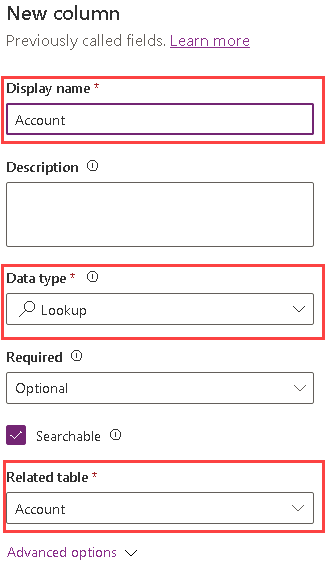 New column
Previously called fields. Learn more
Display name *
Account
Description
Data type *
Lookup
Required
Optional
Searchable
Related table *
Account
Advanced options